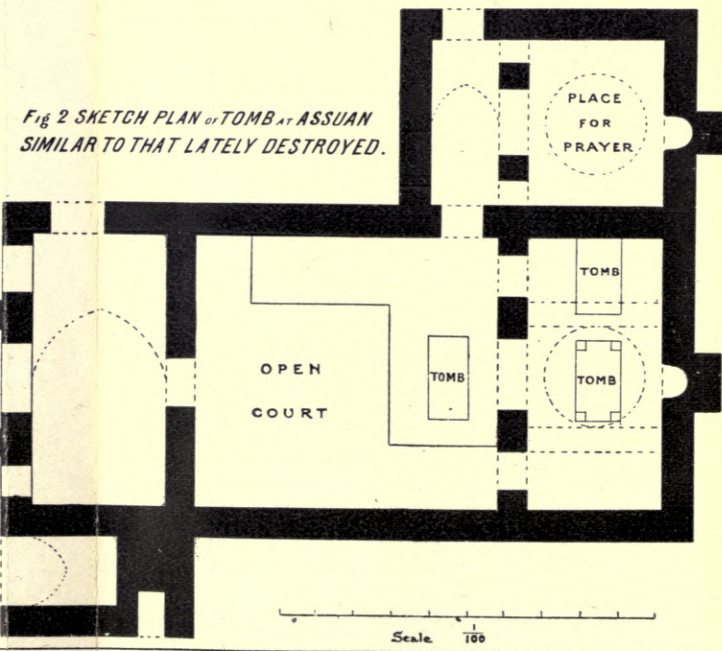 Fig 2 SKETCH PLAN of TOMB AT ASSUAN
SIMILAR TO THAT LATELY DESTROYED.
PLACE
FOR
PRAYER
TOMB
OPEN
COURT
TOMB
TOMB
Scale 1/100